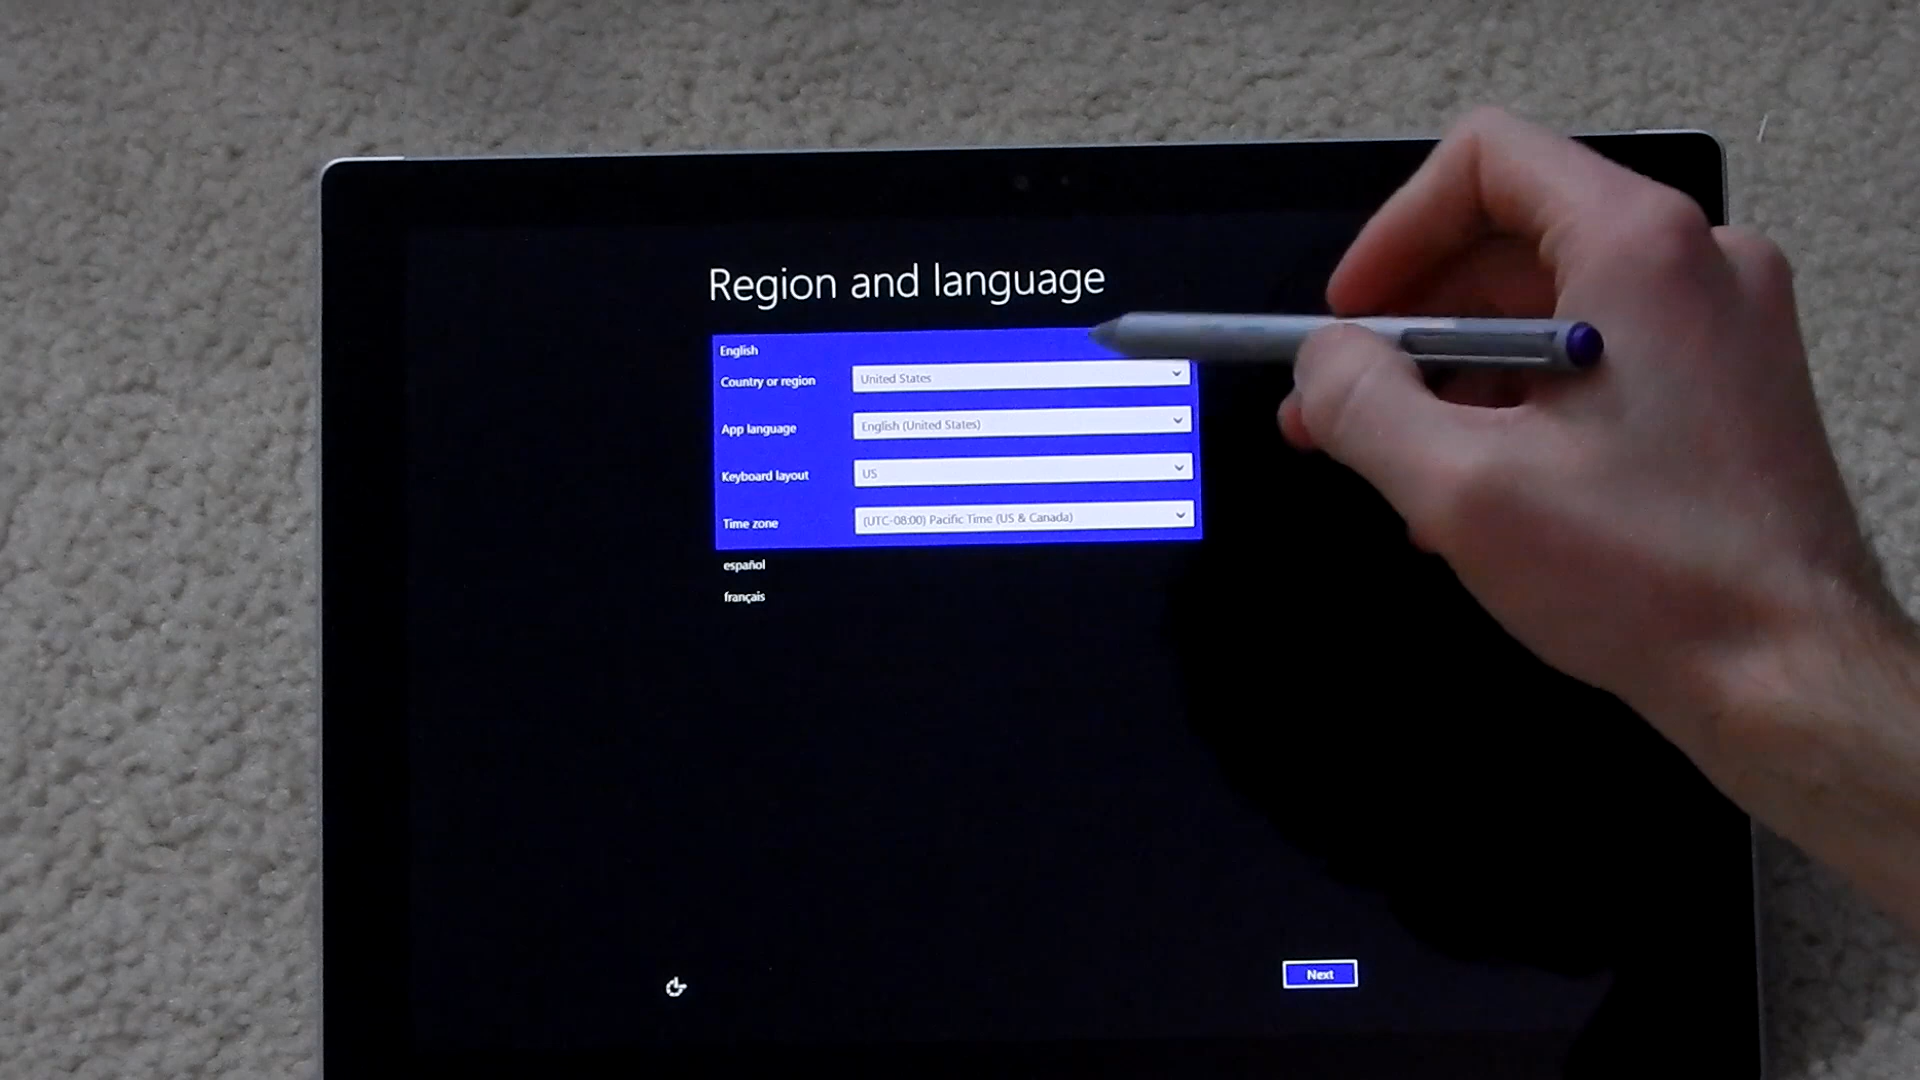 Region and language
English
Country or region United States
App language English (United States)
Keyboard layout US
Time zone (UTC-08:00) Pacific Time (US & Canada)
español
français
Next